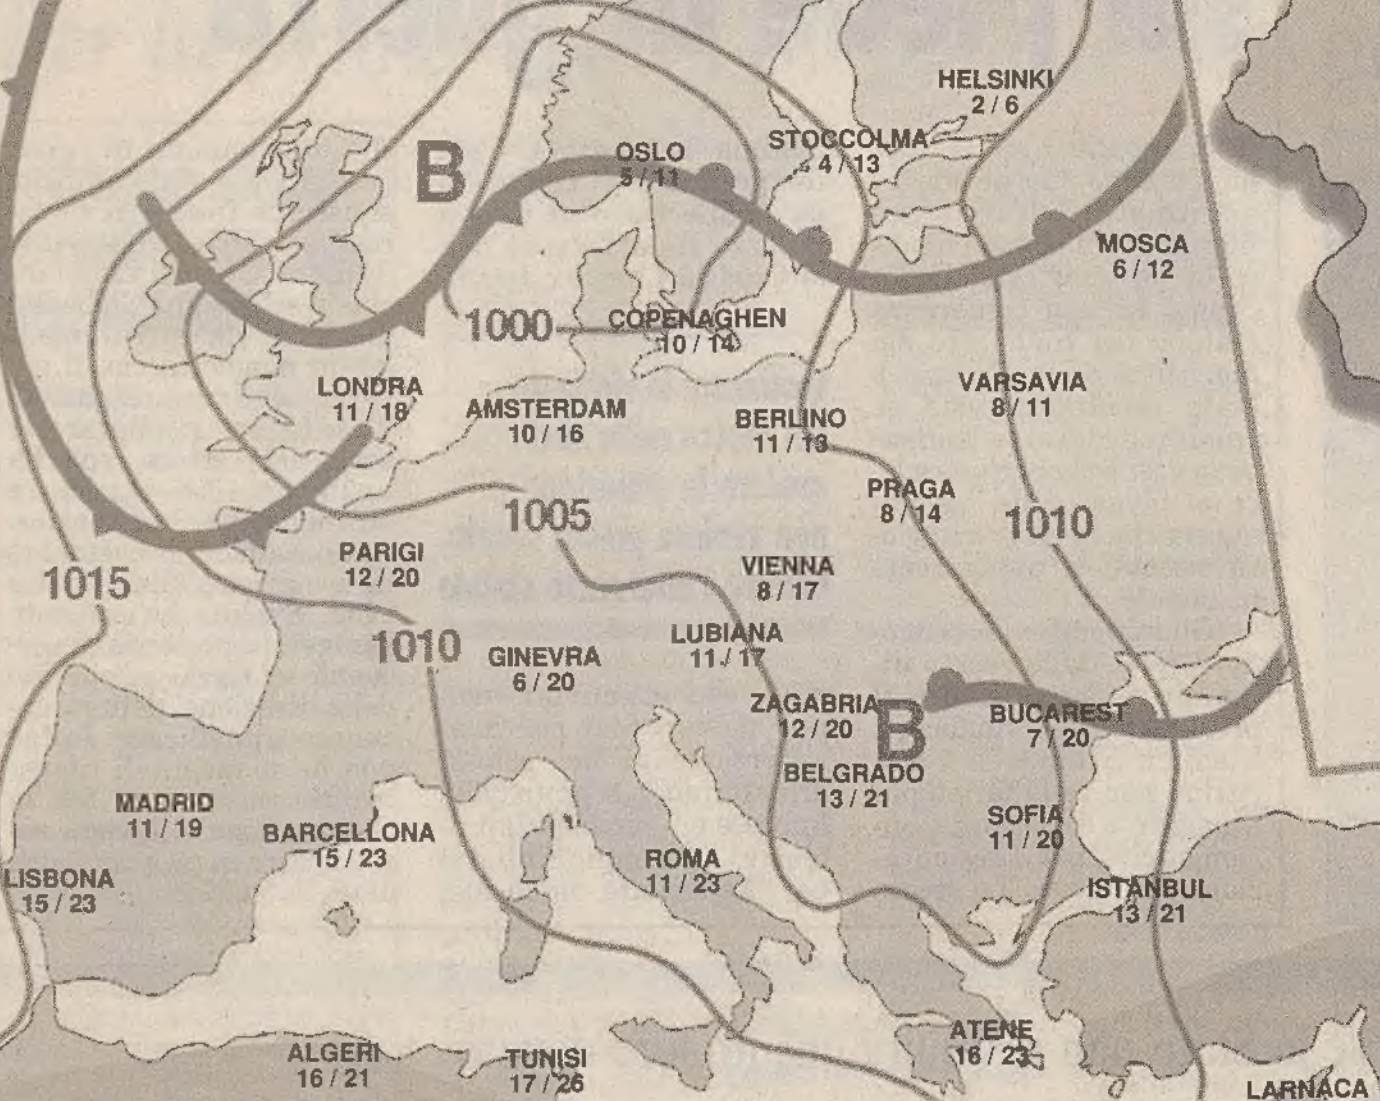 HELSINKI
2 / 6
STOCCOLMA
4 / 13
B
OSLO
5 / 11
MOSCA
6 / 12
1000
COPENAGHEN
10 / 14
LONDRA
11 / 18
AMSTERDAM
10 / 16
BERLINO
11 / 13
VARSAVIA
8 / 11
PRAGA
8 / 14
1005
1010
PARIGI
12 / 20
VIENNA
8 / 17
1015
1010
GINEVRA
6 / 20
LUBIANA
11 / 17
ZAGABRIA
12 / 20
B
BUCAREST
7 / 20
BELGRADO
13 / 21
MADRID
11 / 19
BARCELLONA
15 / 23
SOFIA
11 / 20
ROMA
11 / 23
LISBONA
15 / 23
ISTANBUL
13 / 21
ATENE
16 / 23
ALGERI
16 / 21
TUNISI
17 / 26
LARNACA